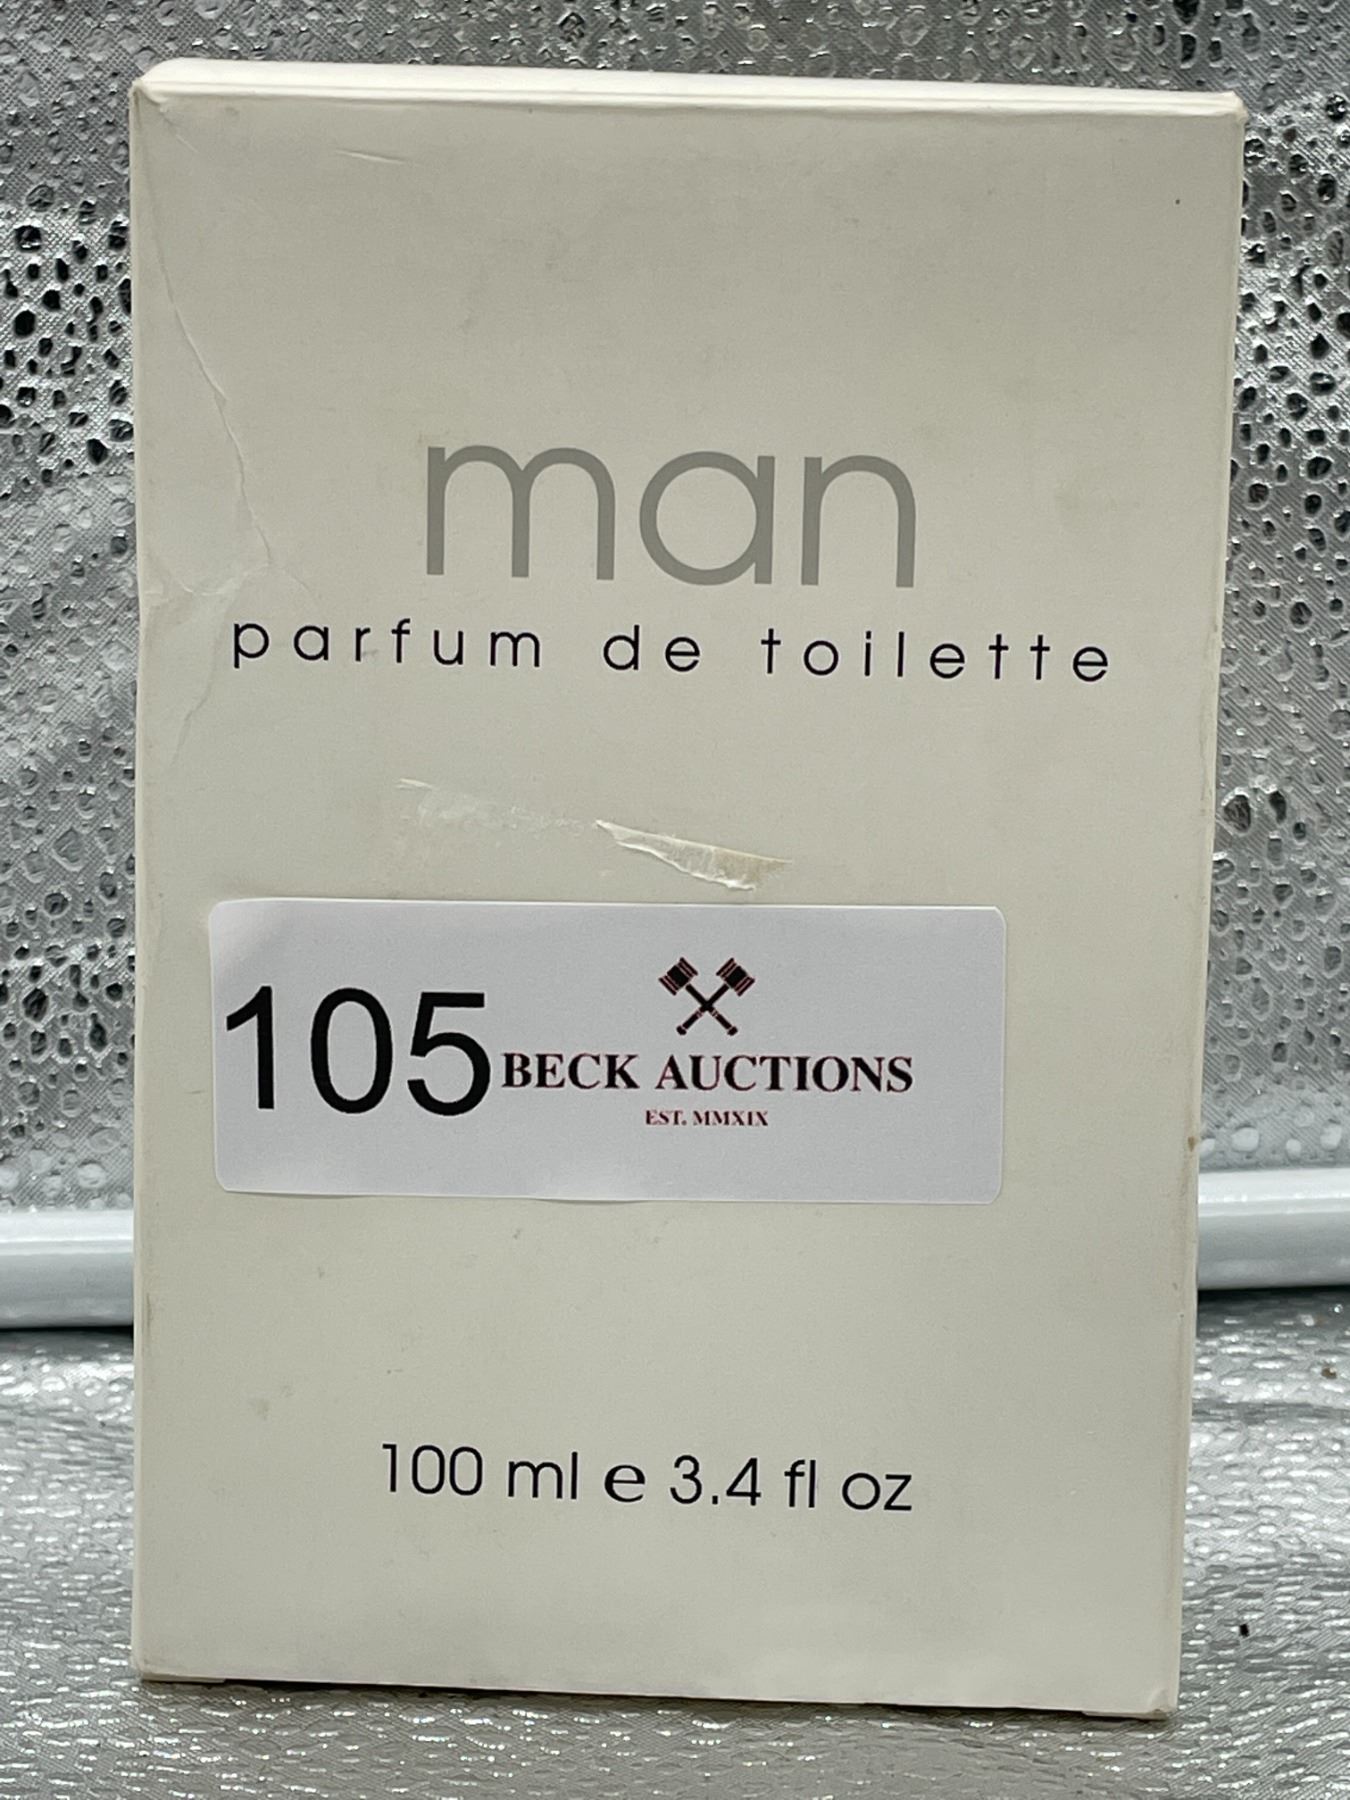 man
parfum de toilette
105
BECK AUCTIONS
EST. MMXIX
100 ml e 3.4 fl oz